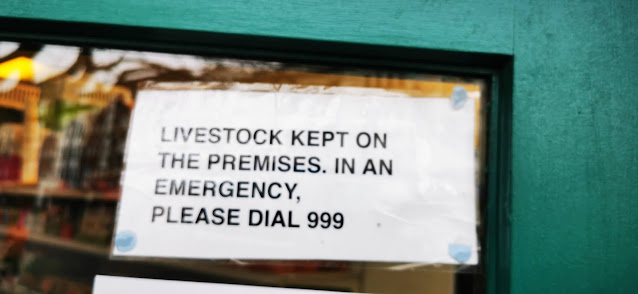 LIVESTOCK KEPT ON
THE PREMISES. IN AN
EMERGENCY,
PLEASE DIAL 999